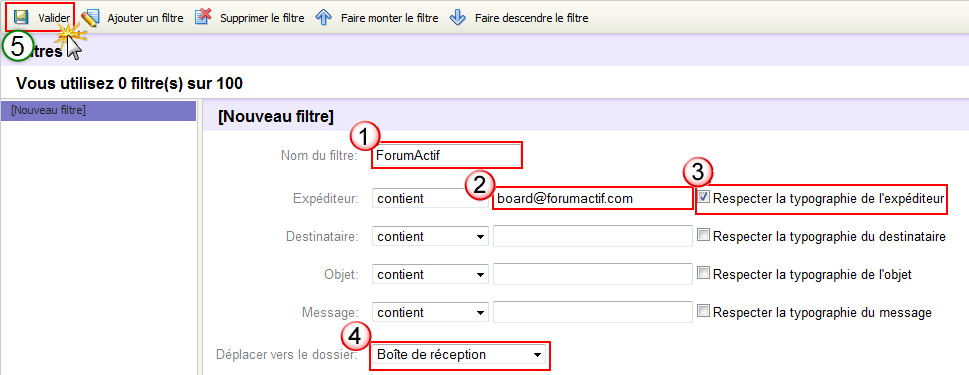 Valider Ajouter un filtre Supprimer le filtre Faire monter le filtre Faire descendre le filtre
5 ltres
Vous utilisez 0 filtre(s) sur 100
[Nouveau filtre]
[Nouveau filtre]
1
Nom du filtre: ForumActif
2 3
Expéditeur: contient board@forumactif.com Respecter la typographie de l'expéditeur
Destinataire: contient Respecter la typographie du destinataire
Objet: contient Respecter la typographie de l'objet
Message: contient Respecter la typographie du message
4
Déplacer vers le dossier: Boîte de réception